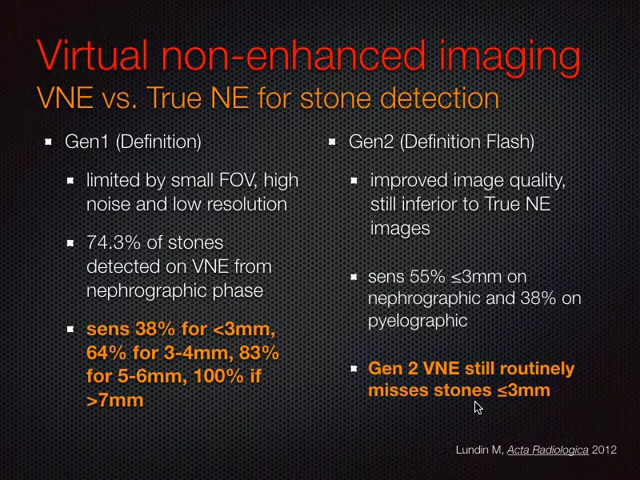 Virtual non-enhanced imaging
VNE vs. True NE for stone detection
Gen1 (Definition)
limited by small FOV, high
noise and low resolution
74.3% of stones
detected on VNE from
nephrographic phase
sens 38% for <3mm,
64% for 3-4mm, 83%
for 5-6mm, 100% if
>7mm
Gen2 (Definition Flash)
improved image quality,
still inferior to True NE
images
sens 55% ≤3mm on
nephrographic and 38% on
pyelographic
Gen 2 VNE still routinely
misses stones ≤3mm
Lundin M, Acta Radiologica 2012